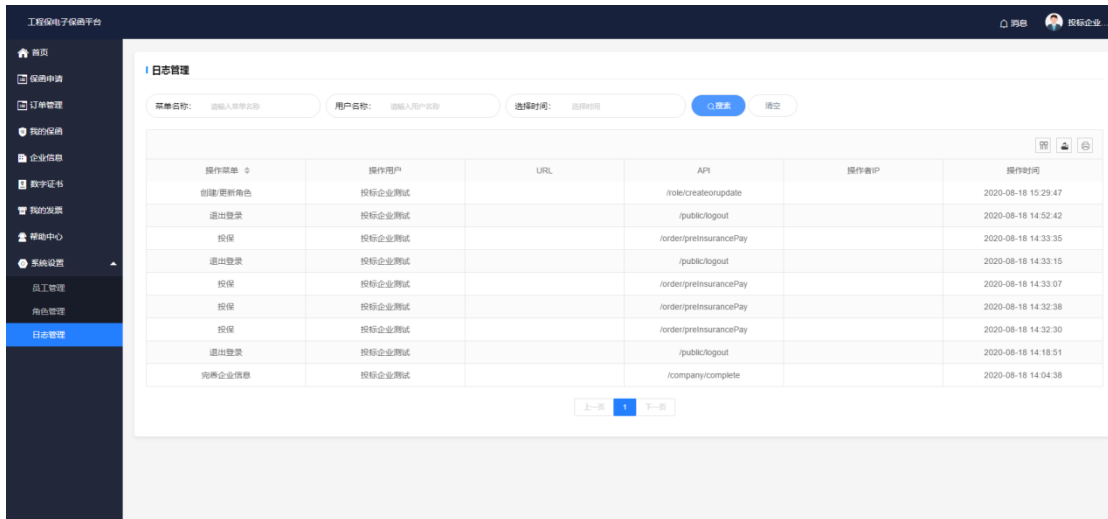 工程保电子保函平台
消息 投标企业...
首页
保函申请
订单管理
我的保函
企业信息
数字证书
我的发票
帮助中心
系统设置
员工管理
角色管理
日志管理
日志管理
菜单名称： 请输入菜单名称 用户名称： 请输入用户名称 选择时间： 选择时间 搜索 清空
操作菜单 操作用户 URL API 操作者IP 操作时间
创建/更新角色 投标企业测试 /role/createorupdate 2020-08-18 15:29:47
退出登录 投标企业测试 /public/logout 2020-08-18 14:52:42
投保 投标企业测试 /order/preInsurancePay 2020-08-18 14:33:35
退出登录 投标企业测试 /public/logout 2020-08-18 14:33:15
投保 投标企业测试 /order/preInsurancePay 2020-08-18 14:33:07
投保 投标企业测试 /order/preInsurancePay 2020-08-18 14:32:38
投保 投标企业测试 /order/preInsurancePay 2020-08-18 14:32:30
退出登录 投标企业测试 /public/logout 2020-08-18 14:18:51
完善企业信息 投标企业测试 /company/complete 2020-08-18 14:04:38
上一页 1 下一页